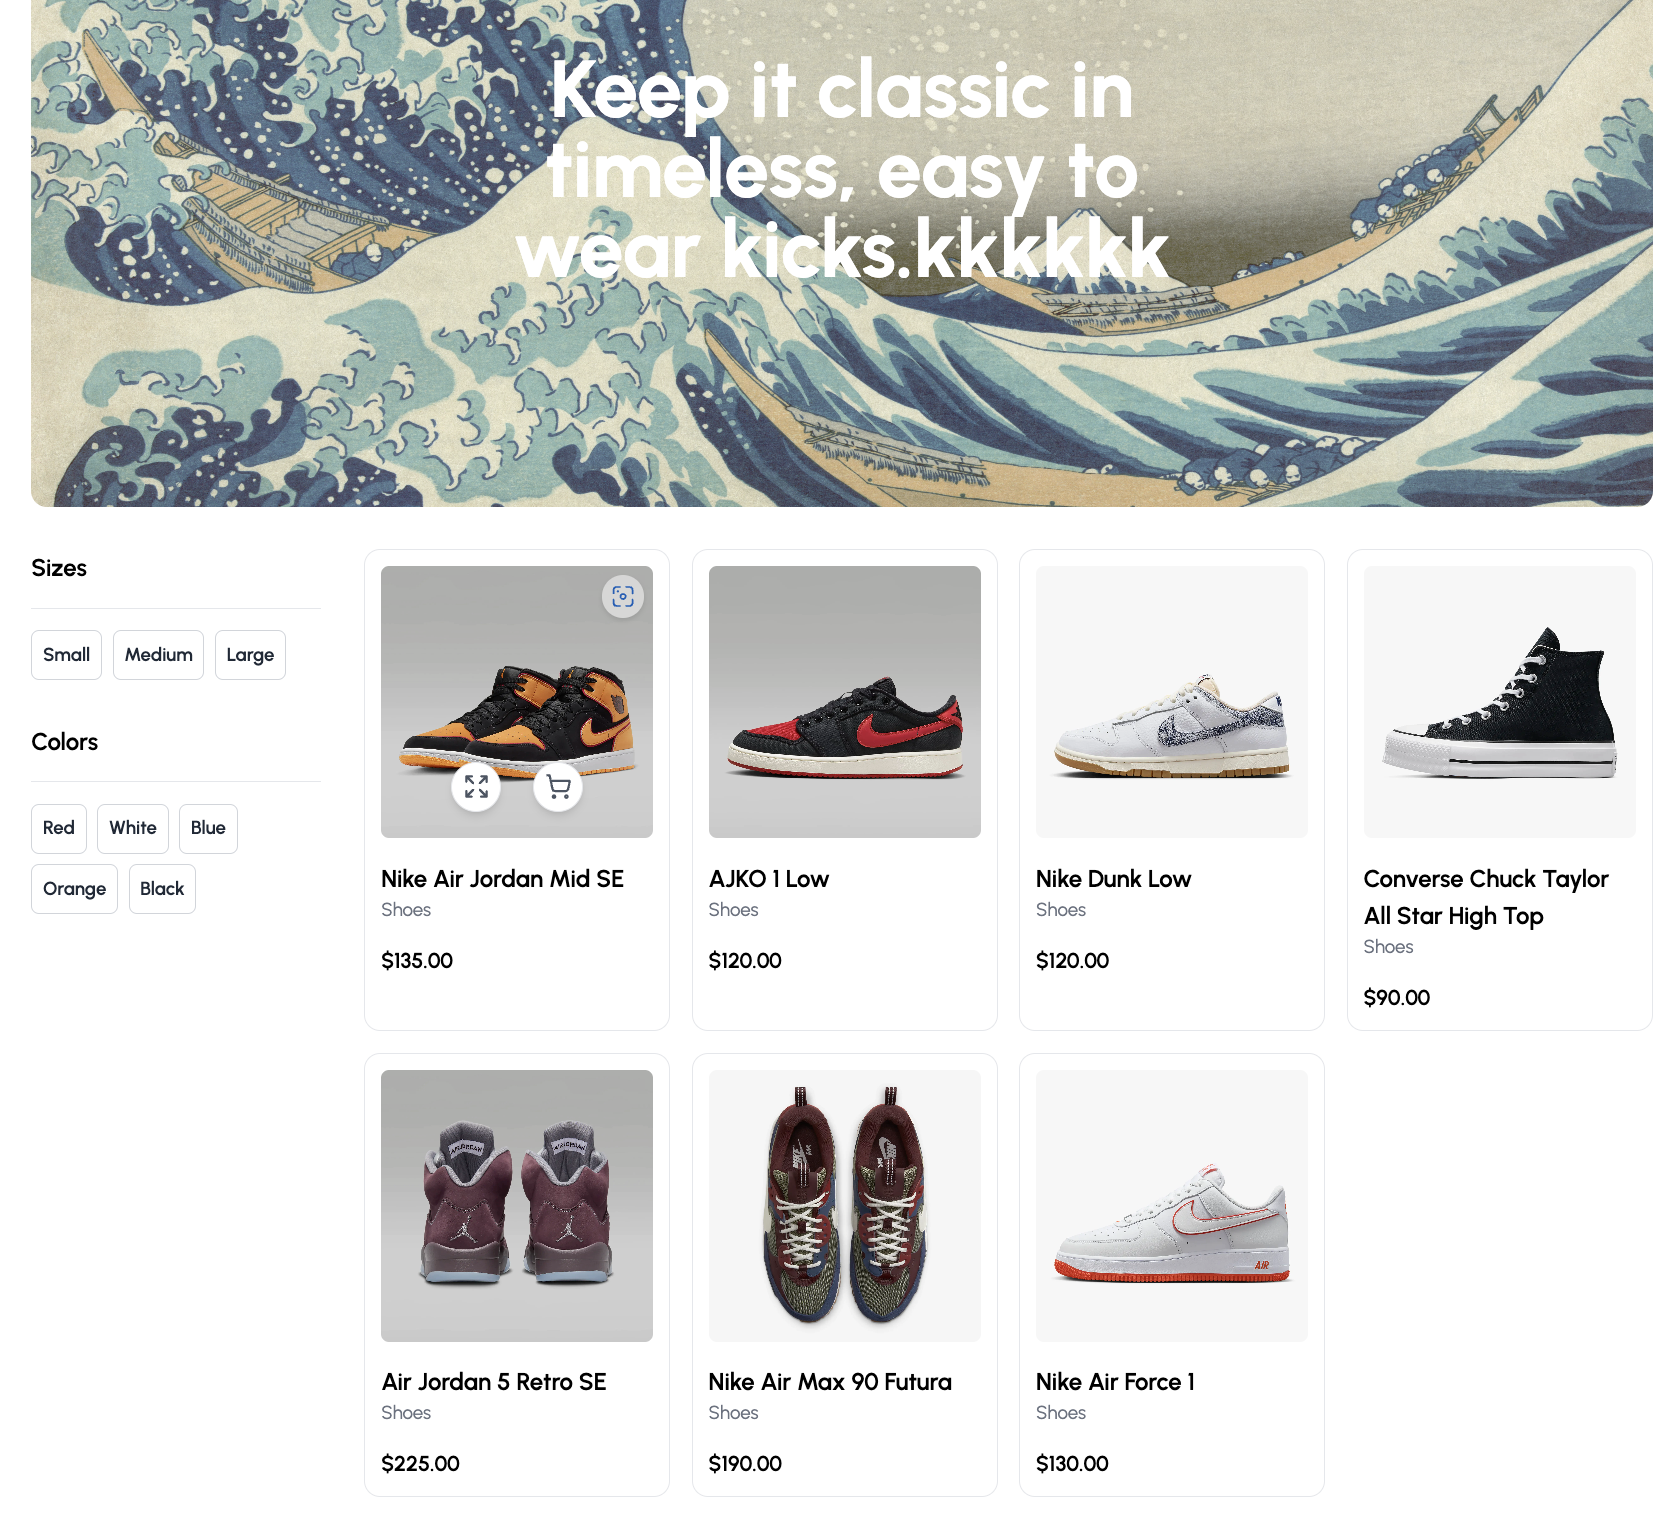 Keep it classic in
timeless, easy to
wear kicks.kkkkkk
Sizes
Small
Medium
Large
Colors
Red
White
Blue
Orange
Black
Nike Air Jordan Mid SE
Shoes
$135.00
AJKO 1 Low
Shoes
$120.00
Nike Dunk Low
Shoes
$120.00
Converse Chuck Taylor
All Star High Top
Shoes
$90.00
Air Jordan 5 Retro SE
Shoes
$225.00
Nike Air Max 90 Futura
Shoes
$190.00
AIR
Nike Air Force 1
Shoes
$130.00